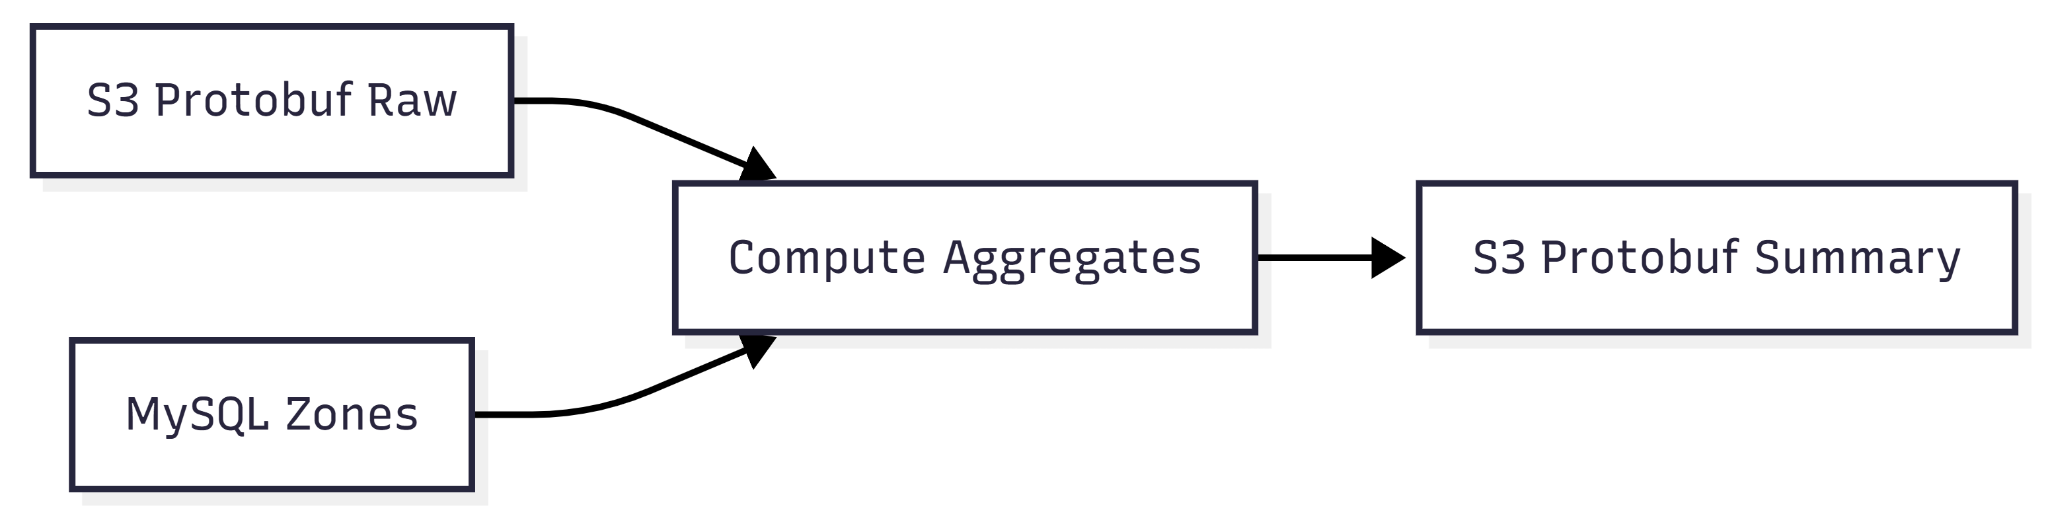 S3 Protobuf Raw
MySQL Zones
Compute Aggregates
S3 Protobuf Summary